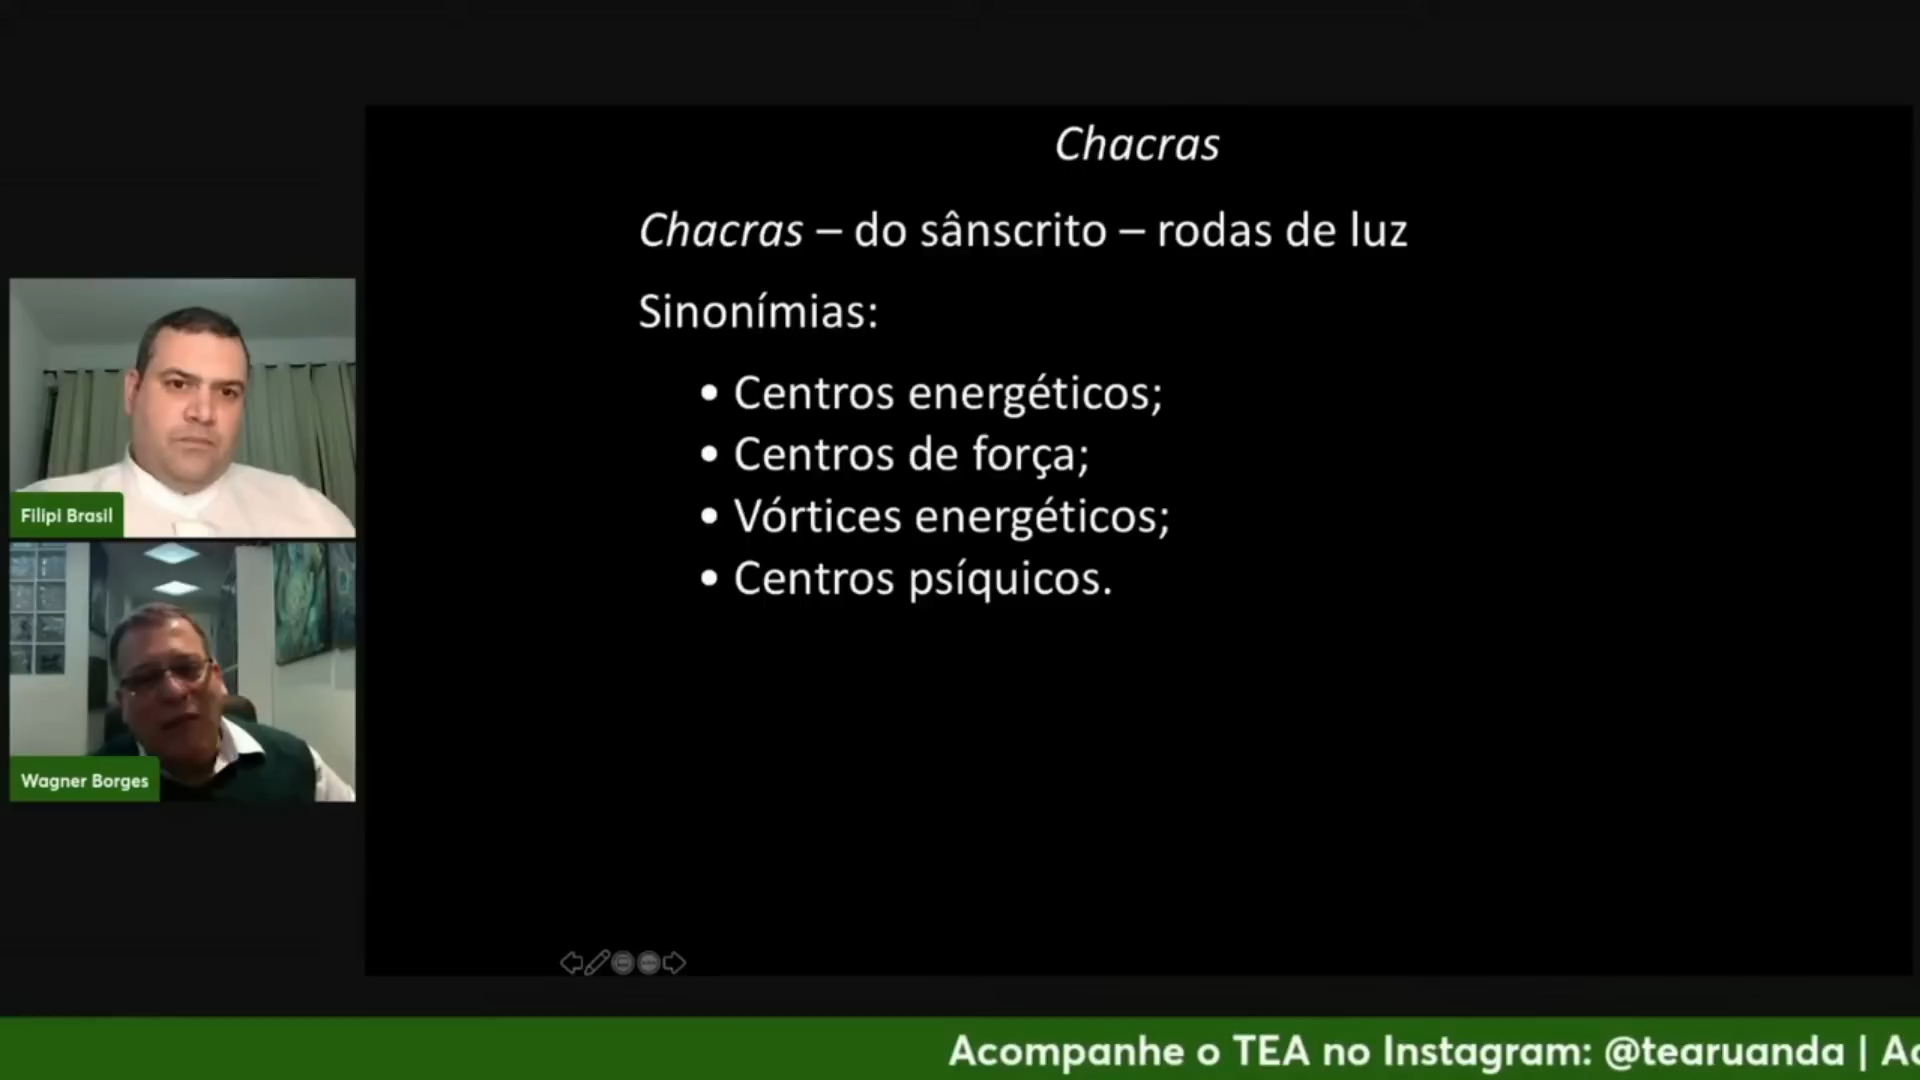 Chacras
Chacras – do sânscrito – rodas de luz
Sinonímias:
• Centros energéticos;
• Centros de força;
• Vórtices energéticos;
• Centros psíquicos.
Filipi Brasil
Wagner Borges
Acompanhe o TEA no Instagram: @tearuanda |